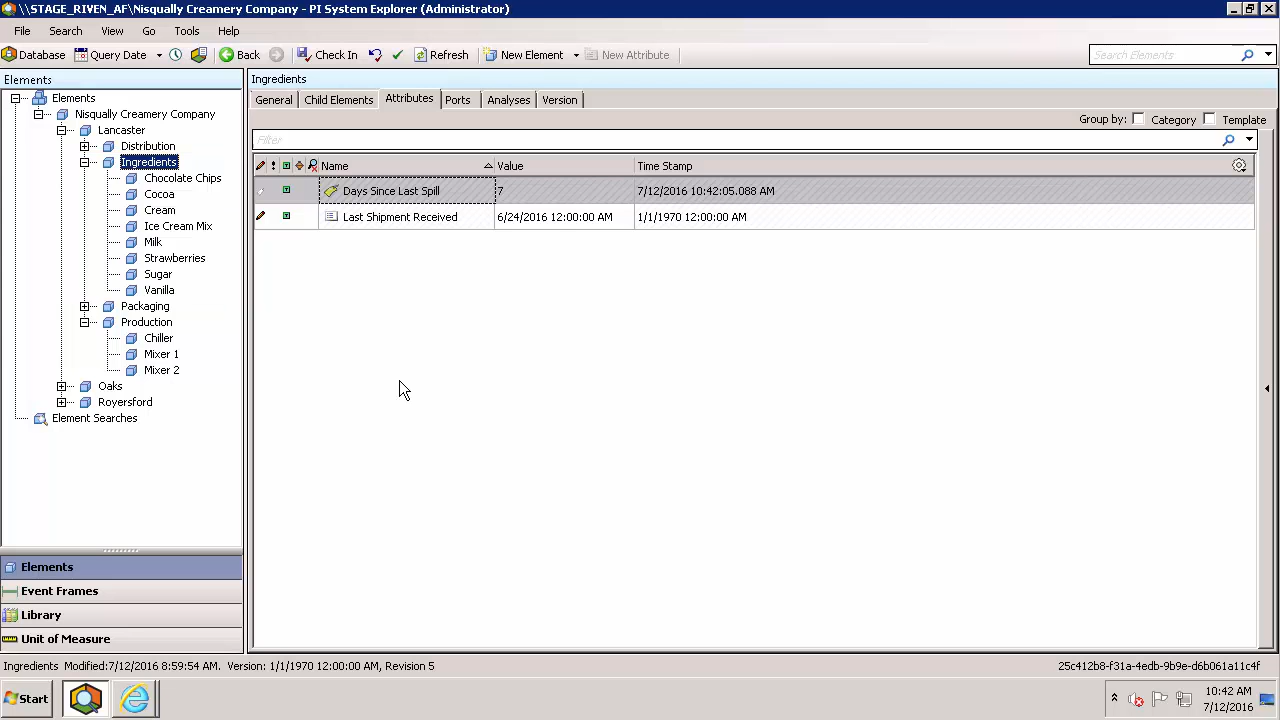 \\STAGE_RIVEN_AF\Nisqually Creamery Company - PI System Explorer (Administrator)
File Search View Go Tools Help
Database Query Date Back Check In Refresh New Element New Attribute Search Elements
Elements
Elements
Nisqually Creamery Company
Lancaster
Distribution
Ingredients
Chocolate Chips
Cocoa
Cream
Ice Cream Mix
Milk
Strawberries
Sugar
Vanilla
Packaging
Production
Chiller
Mixer 1
Mixer 2
Oaks
Royersford
Element Searches
Elements
Event Frames
Library
Unit of Measure
Ingredients
General Child Elements Attributes Ports Analyses Version
Group by: Category Template
Filter
Name Value Time Stamp
Days Since Last Spill 7 7/12/2016 10:42:05.088 AM
Last Shipment Received 6/24/2016 12:00:00 AM 1/1/1970 12:00:00 AM
Ingredients Modified:7/12/2016 8:59:54 AM, Version: 1/1/1970 12:00:00 AM, Revision 5 25c412b8-f31a-4edb-9b9e-d6b061a11c4f
Start
10:42 AM
7/12/2016